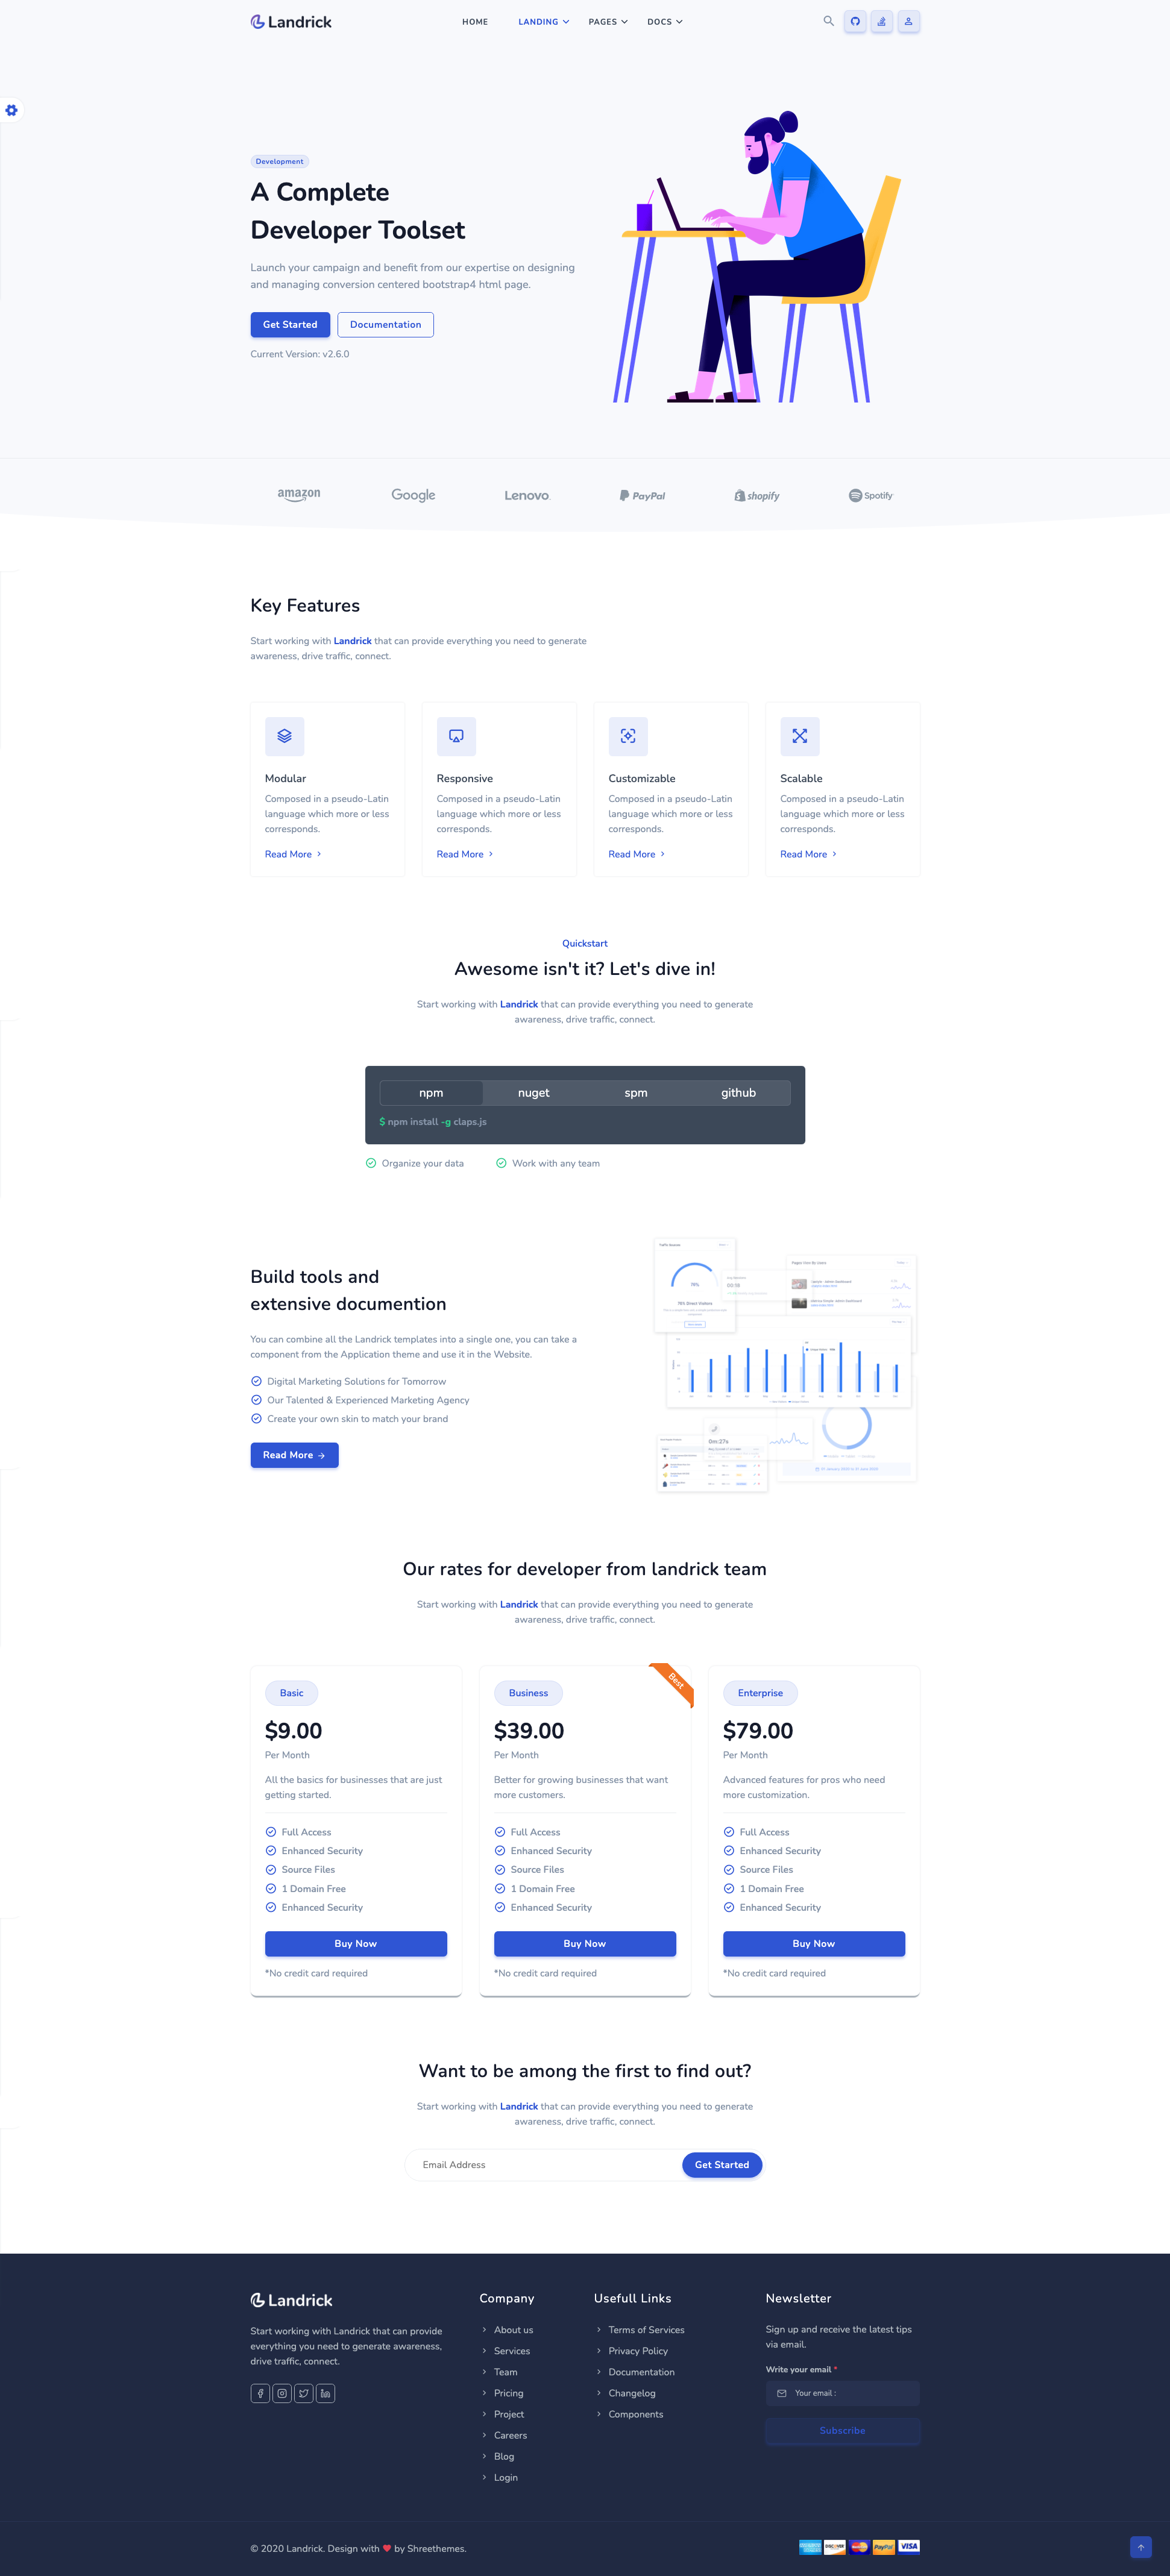 Landrick
HOME LANDING PAGES DOCS
Development
A Complete
Developer Toolset
Launch your campaign and benefit from our expertise on designing
and managing conversion centered bootstrap4 html page.
Get Started Documentation
Current Version: v2.6.0
amazon Google Lenovo PayPal shopify Spotify
Key Features
Start working with Landrick that can provide everything you need to generate
awareness, drive traffic, connect.
Modular
Composed in a pseudo-Latin
language which more or less
corresponds.
Read More
Responsive
Composed in a pseudo-Latin
language which more or less
corresponds.
Read More
Customizable
Composed in a pseudo-Latin
language which more or less
corresponds.
Read More
Scalable
Composed in a pseudo-Latin
language which more or less
corresponds.
Read More
Quickstart
Awesome isn't it? Let's dive in!
Start working with Landrick that can provide everything you need to generate
awareness, drive traffic, connect.
npm nuget spm github
$ npm install -g claps.js
Organize your data Work with any team
Build tools and
extensive documention
You can combine all the Landrick templates into a single one, you can take a
component from the Application theme and use it in the Website.
Digital Marketing Solutions for Tomorrow
Our Talented & Experienced Marketing Agency
Create your own skin to match your brand
Read More
Our rates for developer from landrick team
Start working with Landrick that can provide everything you need to generate
awareness, drive traffic, connect.
Basic
$9.00
Per Month
All the basics for businesses that are just
getting started.
Full Access
Enhanced Security
Source Files
1 Domain Free
Enhanced Security
Buy Now
*No credit card required
Best
Business
$39.00
Per Month
Better for growing businesses that want
more customers.
Full Access
Enhanced Security
Source Files
1 Domain Free
Enhanced Security
Buy Now
*No credit card required
Enterprise
$79.00
Per Month
Advanced features for pros who need
more customization.
Full Access
Enhanced Security
Source Files
1 Domain Free
Enhanced Security
Buy Now
*No credit card required
Want to be among the first to find out?
Start working with Landrick that can provide everything you need to generate
awareness, drive traffic, connect.
Email Address Get Started
Landrick
Start working with Landrick that can provide
everything you need to generate awareness,
drive traffic, connect.
Company
About us
Services
Team
Pricing
Project
Careers
Blog
Login
Usefull Links
Terms of Services
Privacy Policy
Documentation
Changelog
Components
Newsletter
Sign up and receive the latest tips
via email.
Write your email *
Your email :
Subscribe
© 2020 Landrick. Design with ♥ by Shreethemes.
DISCOVER PayPal VISA